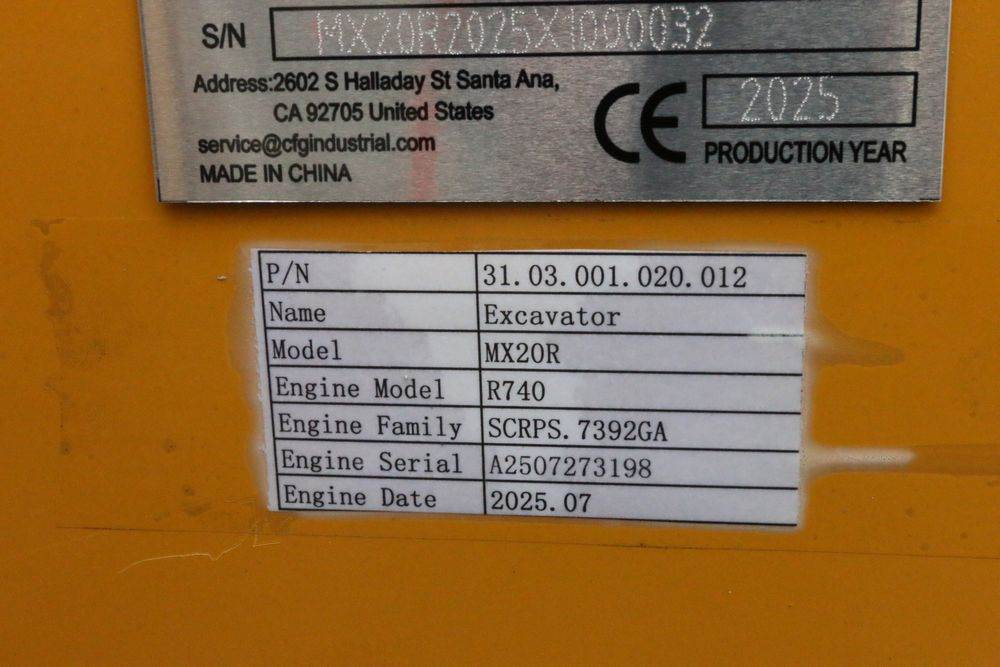 S/N MX20R2025X1000032
Address:2602 S Halladay St Santa Ana,
CA 92705 United States
service@cfgindustrial.com
MADE IN CHINA
CE 2025
PRODUCTION YEAR
P/N 31.03.001.020.012
Name Excavator
Model MX20R
Engine Model R740
Engine Family SCRPS.7392GA
Engine Serial A2507273198
Engine Date 2025.07